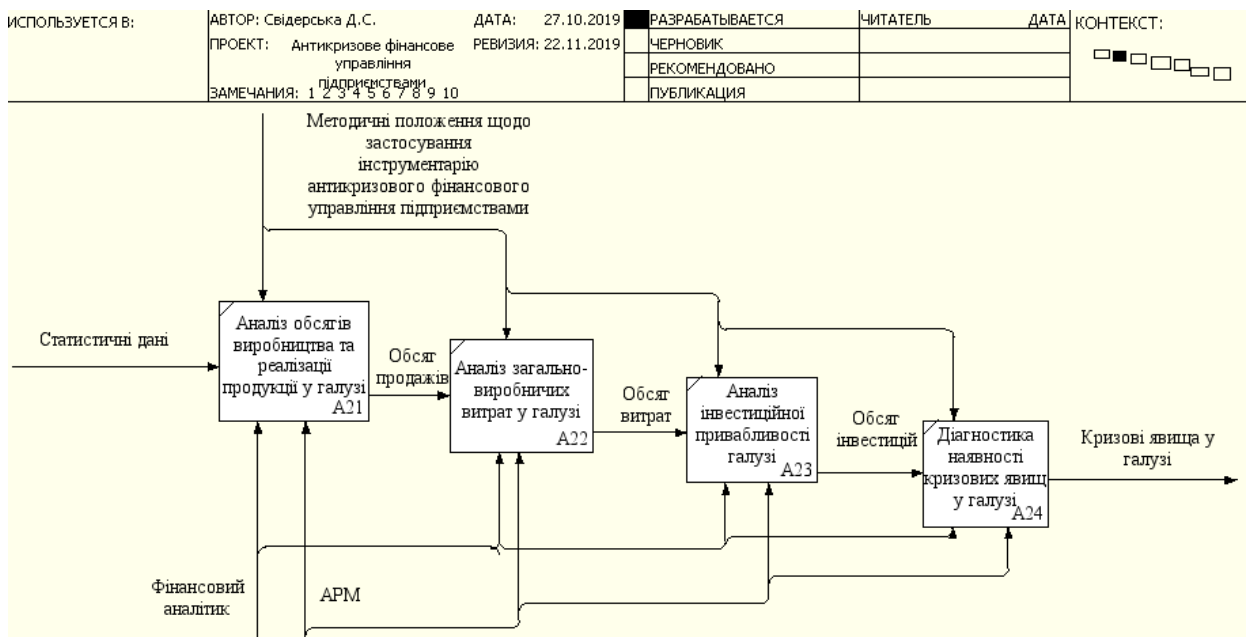 ИСПОЛЬЗУЕТСЯ В:
АВТОР: Свідерська Д.С.
ДАТА: 27.10.2019
РАЗРАБАТЫВАЕТСЯ
ЧИТАТЕЛЬ
ДАТА
КОНТЕКСТ:
ПРОЕКТ: Антикризове фінансове
управління
підприємствами
РЕВИЗИЯ: 22.11.2019
ЧЕРНОВИК
РЕКОМЕНДОВАНО
ЗАМЕЧАНИЯ: 1 2 3 4 5 6 7 8 9 10
ПУБЛИКАЦИЯ
Методичні положення щодо
застосування
інструментарію
антикризового фінансового
управління підприємствами
Статистичні дані
Аналіз обсягів
виробництва та
реалізації
продукції у галузі
A21
Обсяг
продажів
Аналіз загально-
виробничих
витрат у галузі
A22
Обсяг
витрат
Аналіз
інвестиційної
привабливості
галузі
A23
Обсяг
інвестицій
Діагностика
наявності
кризових явищ
у галузі
A24
Кризові явища у
галузі
Фінансовий
аналітик
АРМ